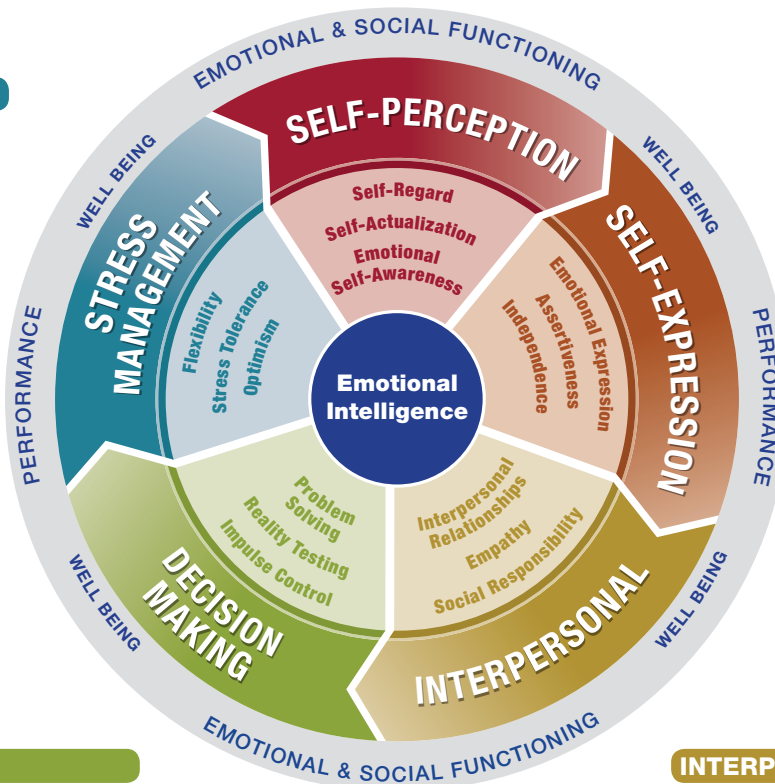 EMOTIONAL & SOCIAL FUNCTIONING
WELL BEING
WELL BEING
PERFORMANCE
PERFORMANCE
SELF-PERCEPTION
Self-Regard
Self-Actualization
Emotional
Self-Awareness
SELF-EXPRESSION
Emotional Expression
Assertiveness
Independence
STRESS
MANAGEMENT
Flexibility
Stress Tolerance
Optimism
Emotional
Intelligence
Problem
Solving
Reality Testing
Impulse Control
DECISION
MAKING
Interpersonal
Relationships
Empathy
Social Responsibility
INTERPERSONAL
WELL BEING
WELL BEING
EMOTIONAL & SOCIAL FUNCTIONING
INTERP